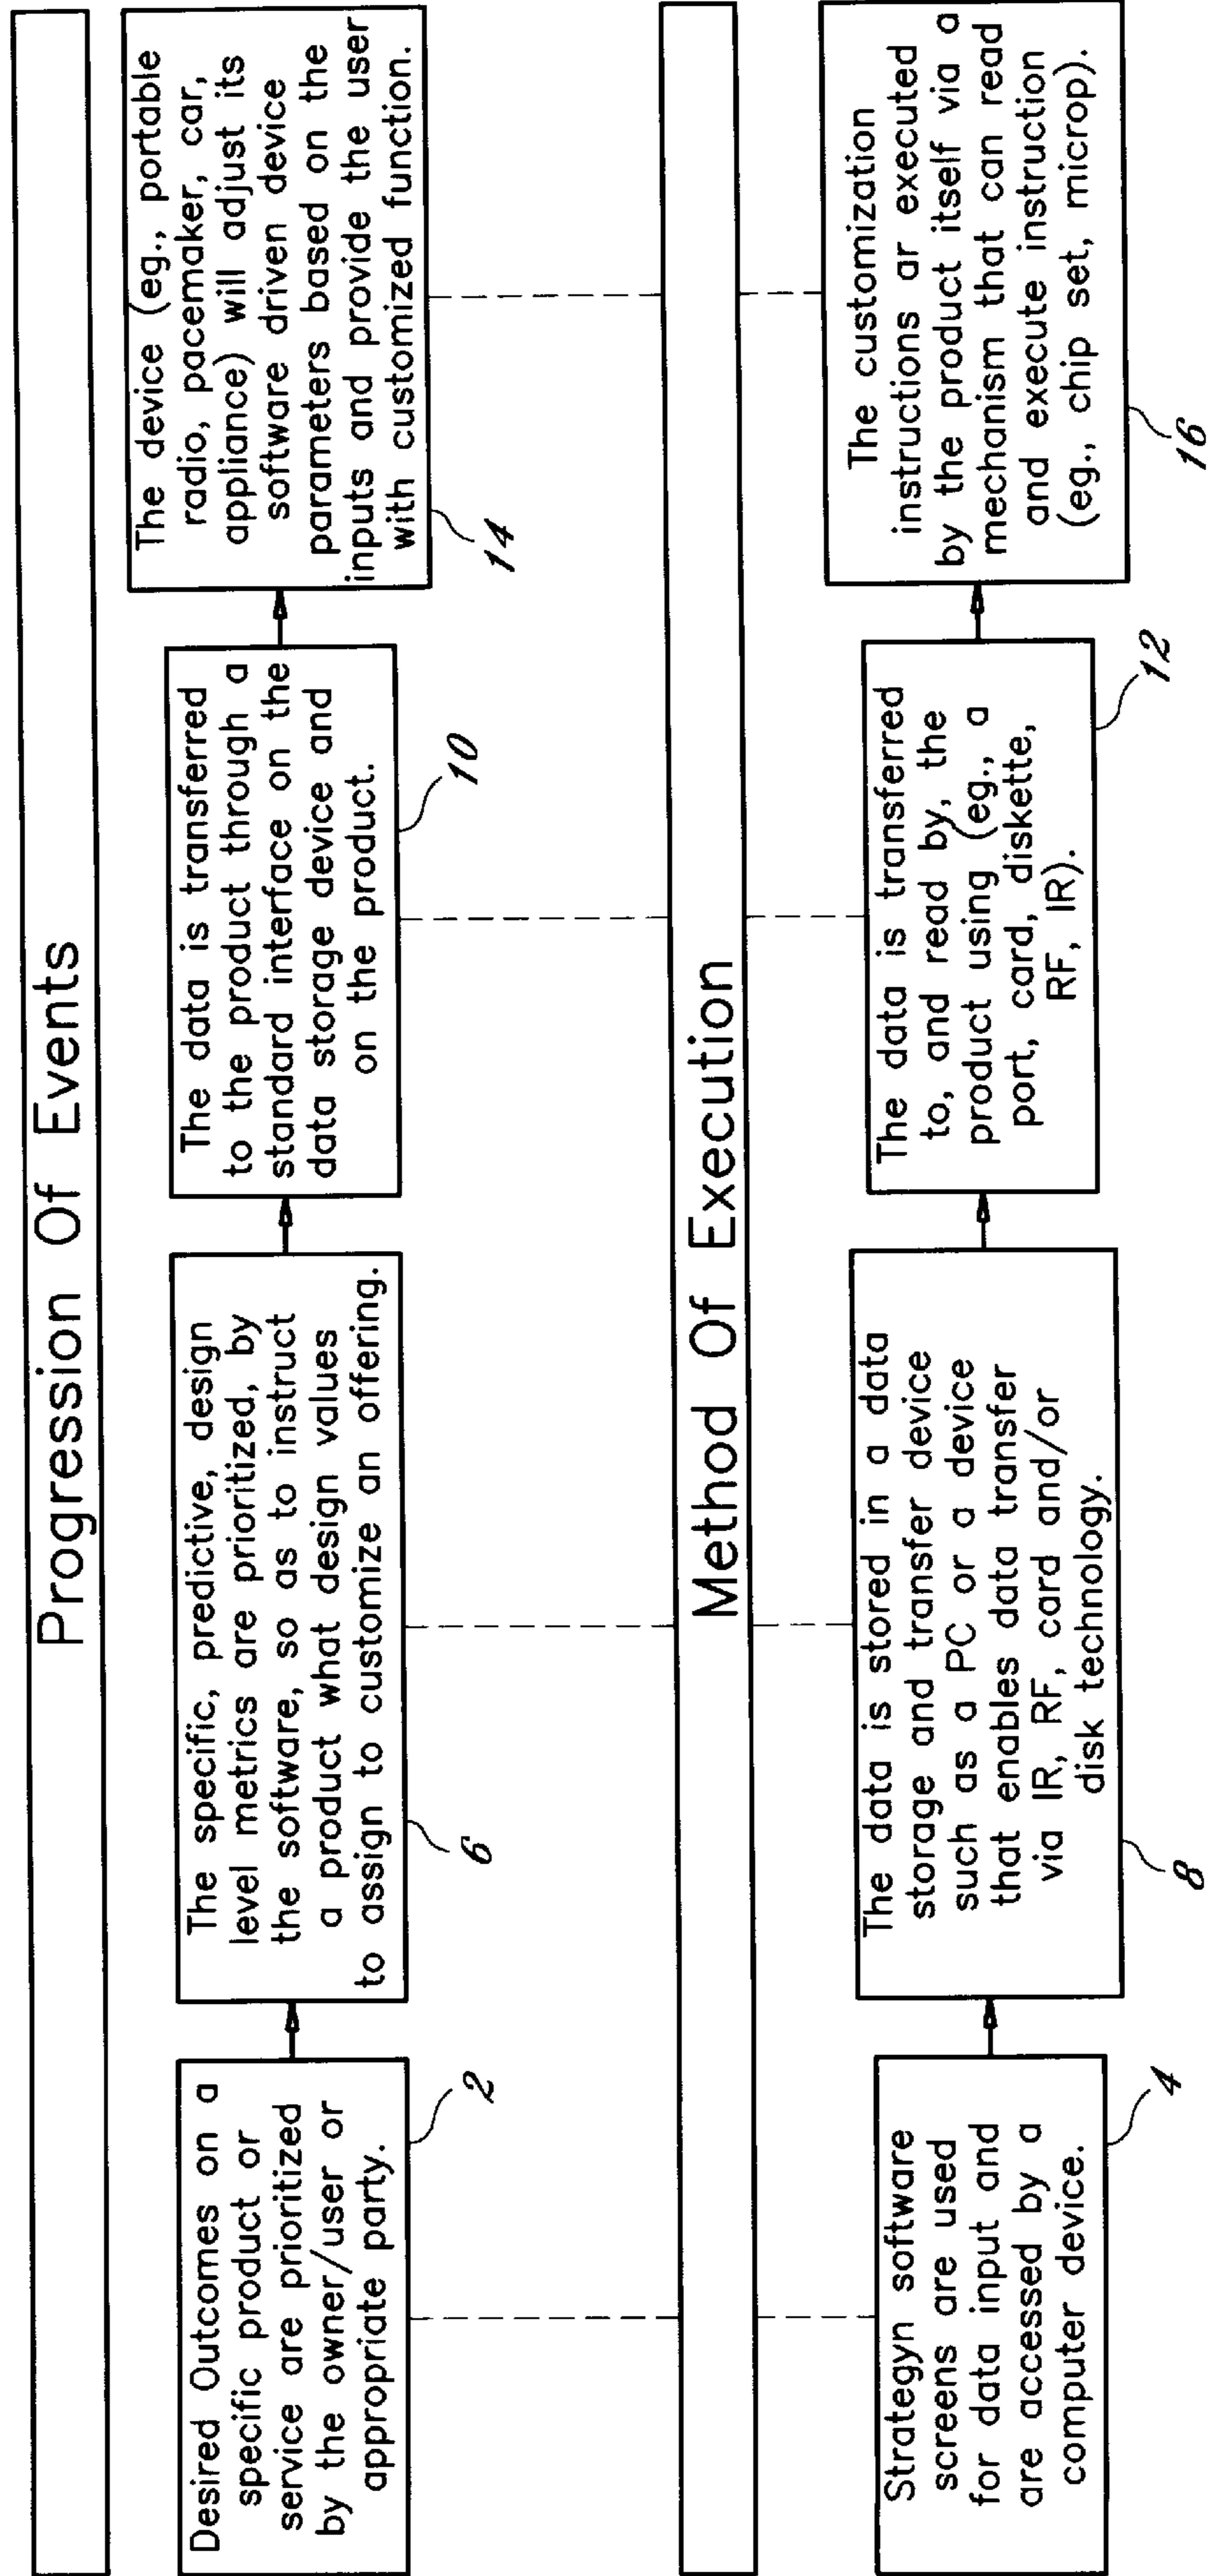 Progression Of Events
Desired Outcomes on a
specific product or
service are prioritized
by the owner/user or
appropriate party.
2
The specific, predictive, design
level metrics are prioritized, by
the software, so as to instruct
a product what design values
to assign to customize an offering.
6
The data is transferred
to the product through a
standard interface on the
data storage device and
on the product.
10
The device (eg., portable
radio, pacemaker, car,
appliance) will adjust its
software driven device
parameters based on the
inputs and provide the user
with customized function.
14
Method Of Execution
Strategyn software
screens are used
for data input and
are accessed by a
computer device.
4
The data is stored in a data
storage and transfer device
such as a PC or a device
that enables data transfer
via IR, RF, card and/or
disk technology.
8
The data is transferred
to, and read by, the
product using (eg., a
port, card, diskette,
RF, IR).
12
The customization
instructions ar executed
by the product itself via a
mechanism that can read
and execute instruction
(eg., chip set, microp).
16